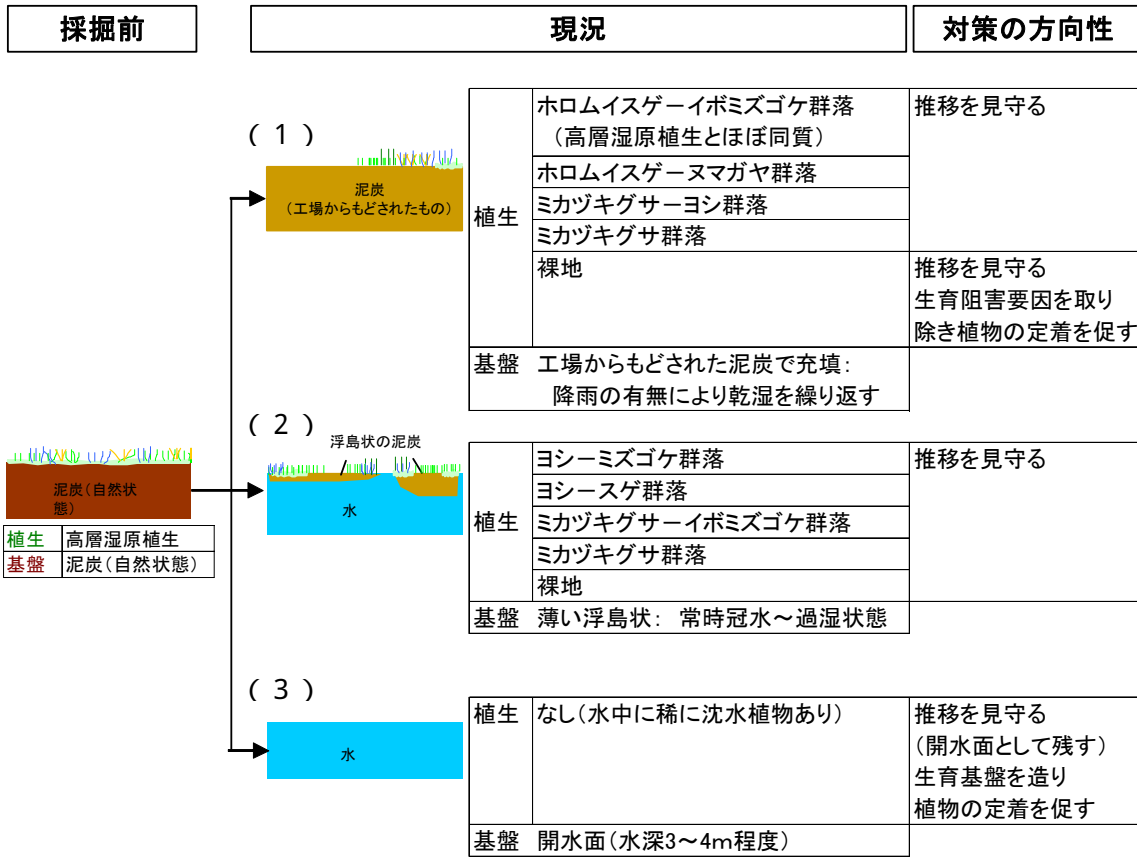 採掘前
現況
対策の方向性
(1)
泥炭
(工場からもどされたもの)
植生
ホロムイスゲーイボミズゴケ群落
(高層湿原植生とほぼ同質)
ホロムイスゲーヌマガヤ群落
ミカヅキグサーヨシ群落
ミカヅキグサ群落
裸地
推移を見守る
推移を見守る
生育阻害要因を取り
除き植物の定着を促す
基盤 工場からもどされた泥炭で充填:
降雨の有無により乾湿を繰り返す
泥炭(自然状
態)
植生 高層湿原植生
基盤 泥炭(自然状態)
(2)
浮島状の泥炭
水
植生
ヨシーミズゴケ群落
ヨシースゲ群落
ミカヅキグサーイボミズゴケ群落
ミカヅキグサ群落
裸地
推移を見守る
基盤 薄い浮島状: 常時冠水～過湿状態
(3)
水
植生 なし(水中に稀に沈水植物あり)
推移を見守る
(開水面として残す)
生育基盤を造り
植物の定着を促す
基盤 開水面(水深3～4m程度)